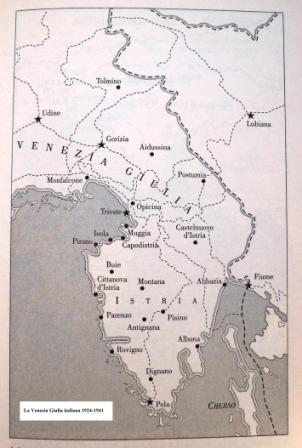 Tolmino
Udine
Lubiana
Gorizia
Aidussina
VENEZIA GIULIA
Postumia
Monfalcone
Opicina
Trieste
Castelnuovo
d'Istria
Muggia
Isola
Capodistria
Pirano
Buie
Cittanova
d'Istria
Montana
Abbazia
Fiume
ISTRIA
Parenzo
Pisino
Antignana
Rovigno
Albona
Dignano
Pola
CHERSO
La Venezia Giulia italiana 1924-1941